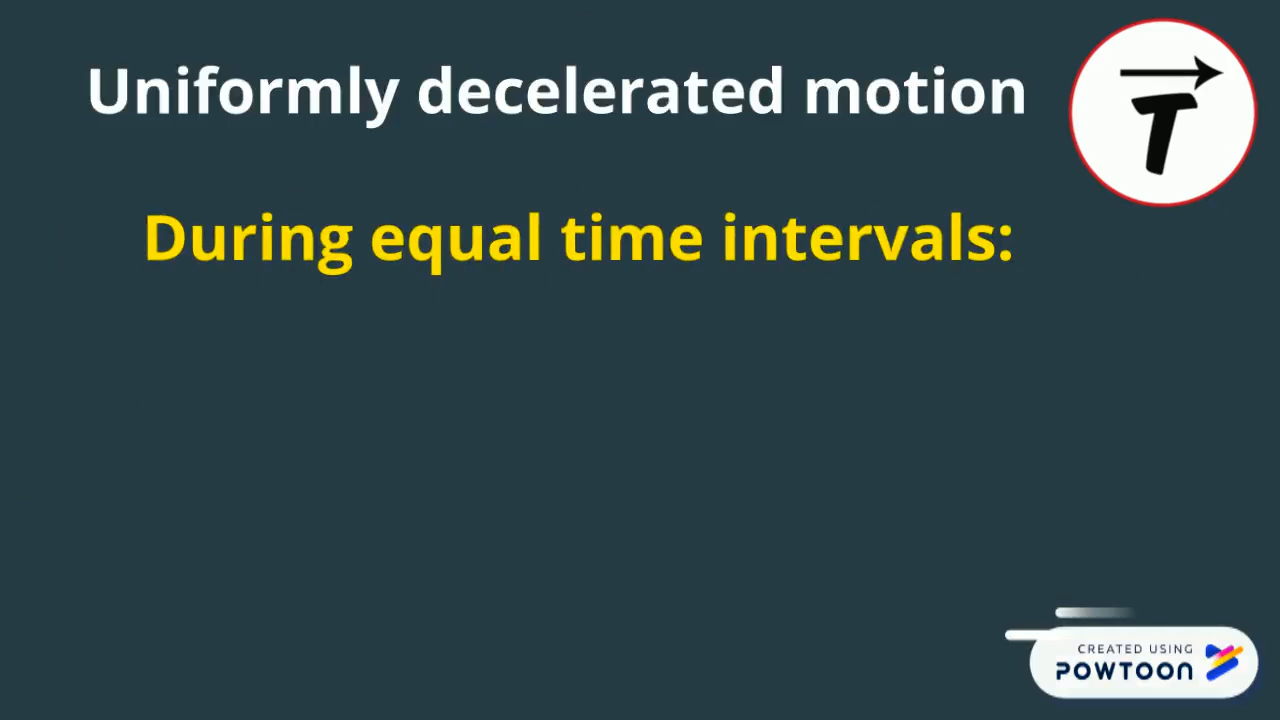 Uniformly decelerated motion
T
During equal time intervals:
CREATED USING
POWTOON